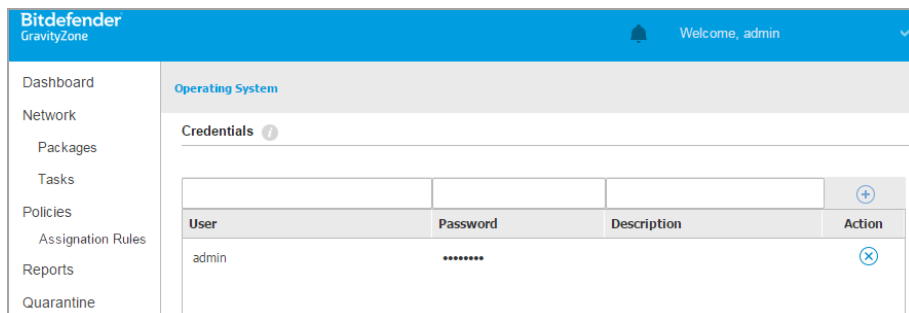 Bitdefender
GravityZone
Welcome, admin
Dashboard
Network
Packages
Tasks
Policies
Assignation Rules
Reports
Quarantine
Operating System
Credentials i
User Password Description Action
admin ••••••••